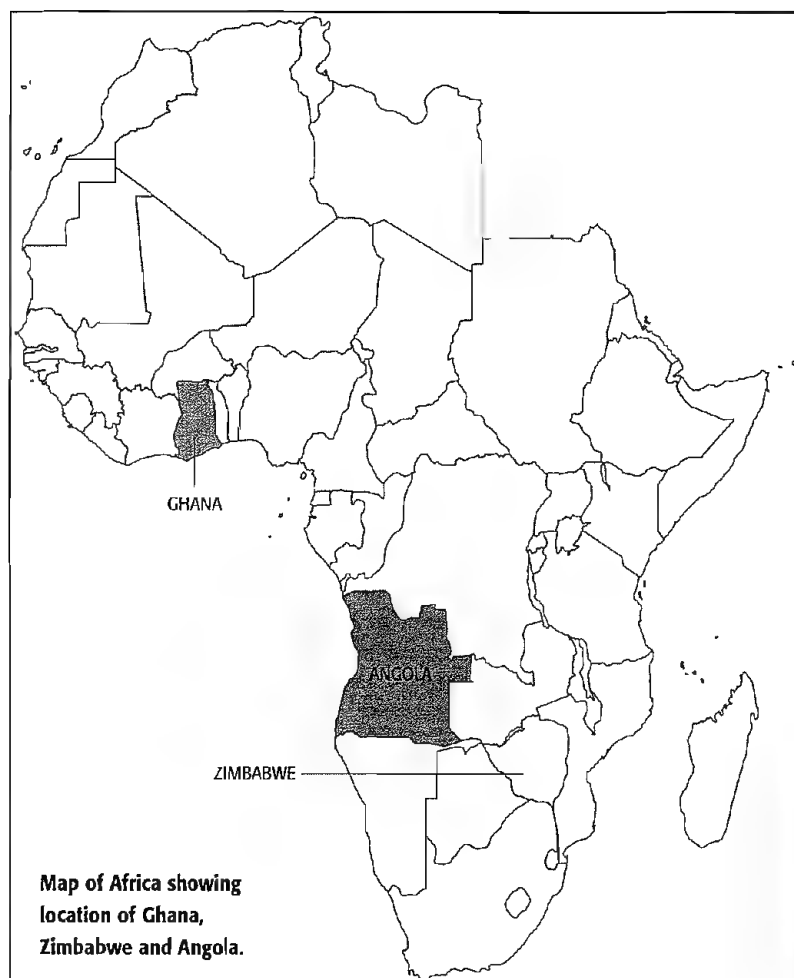 GHANA
ANGOLA
ZIMBABWE
Map of Africa showing
location of Ghana,
Zimbabwe and Angola.